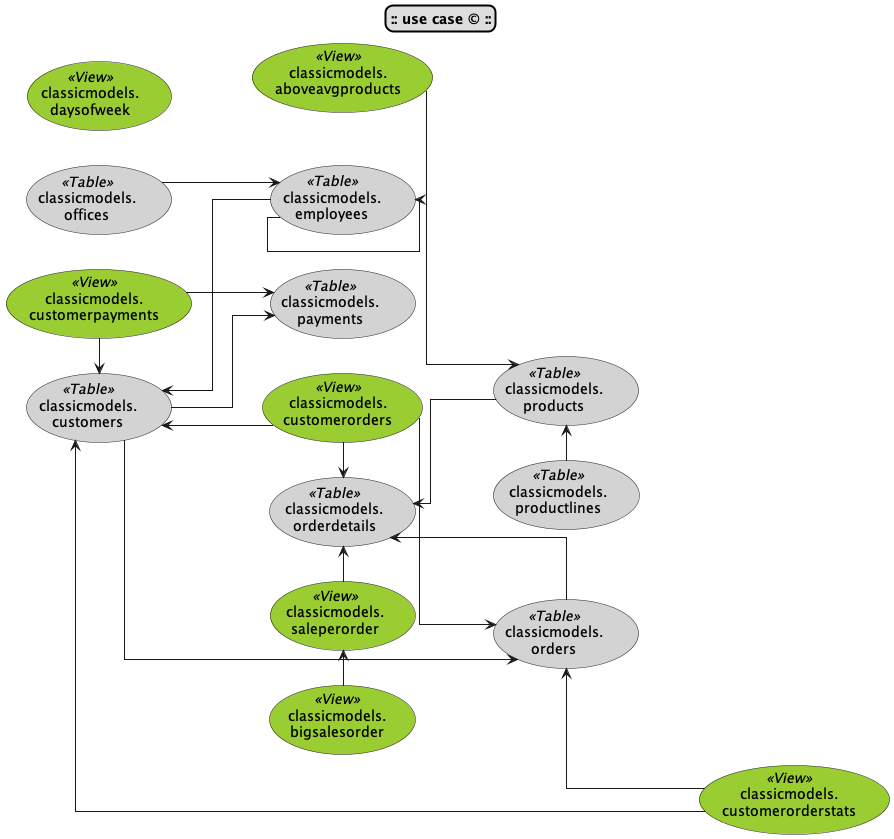 :: use case © ::
«View»
classicmodels.
aboveavgproducts
«View»
classicmodels.
daysofweek
«Table»
classicmodels.
offices
«Table»
classicmodels.
employees
«View»
classicmodels.
customerpayments
«Table»
classicmodels.
payments
«Table»
classicmodels.
customers
«View»
classicmodels.
customerorders
«Table»
classicmodels.
products
«Table»
classicmodels.
orderdetails
«Table»
classicmodels.
productlines
«View»
classicmodels.
saleperorder
«Table»
classicmodels.
orders
«View»
classicmodels.
bigsalesorder
«View»
classicmodels.
customerorderstats